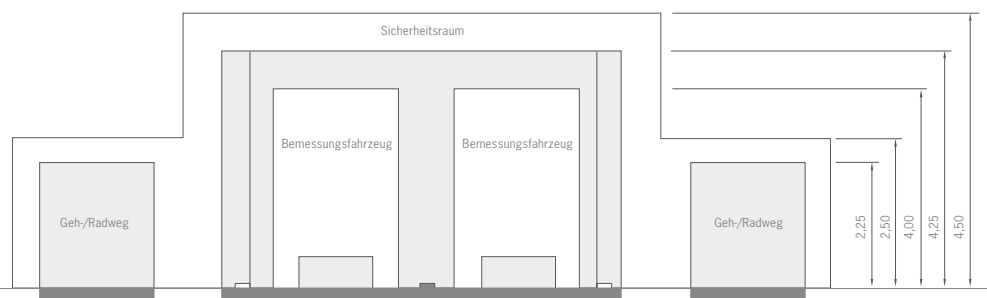 Sicherheitsraum
Bemessungsfahrzeug
Bemessungsfahrzeug
Geh-/Radweg
Geh-/Radweg
2,25
2,50
4,00
4,25
4,50